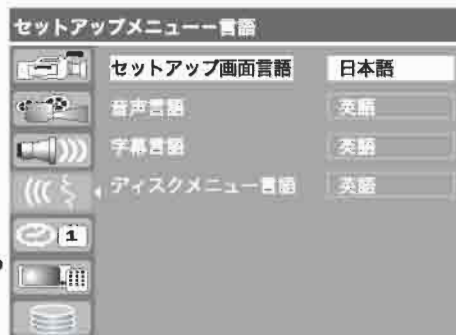 セットアップメニューー言語
セットアップ画面言語 日本語
音声言語 英語
字幕言語 英語
ディスクメニュー言語 英語
1